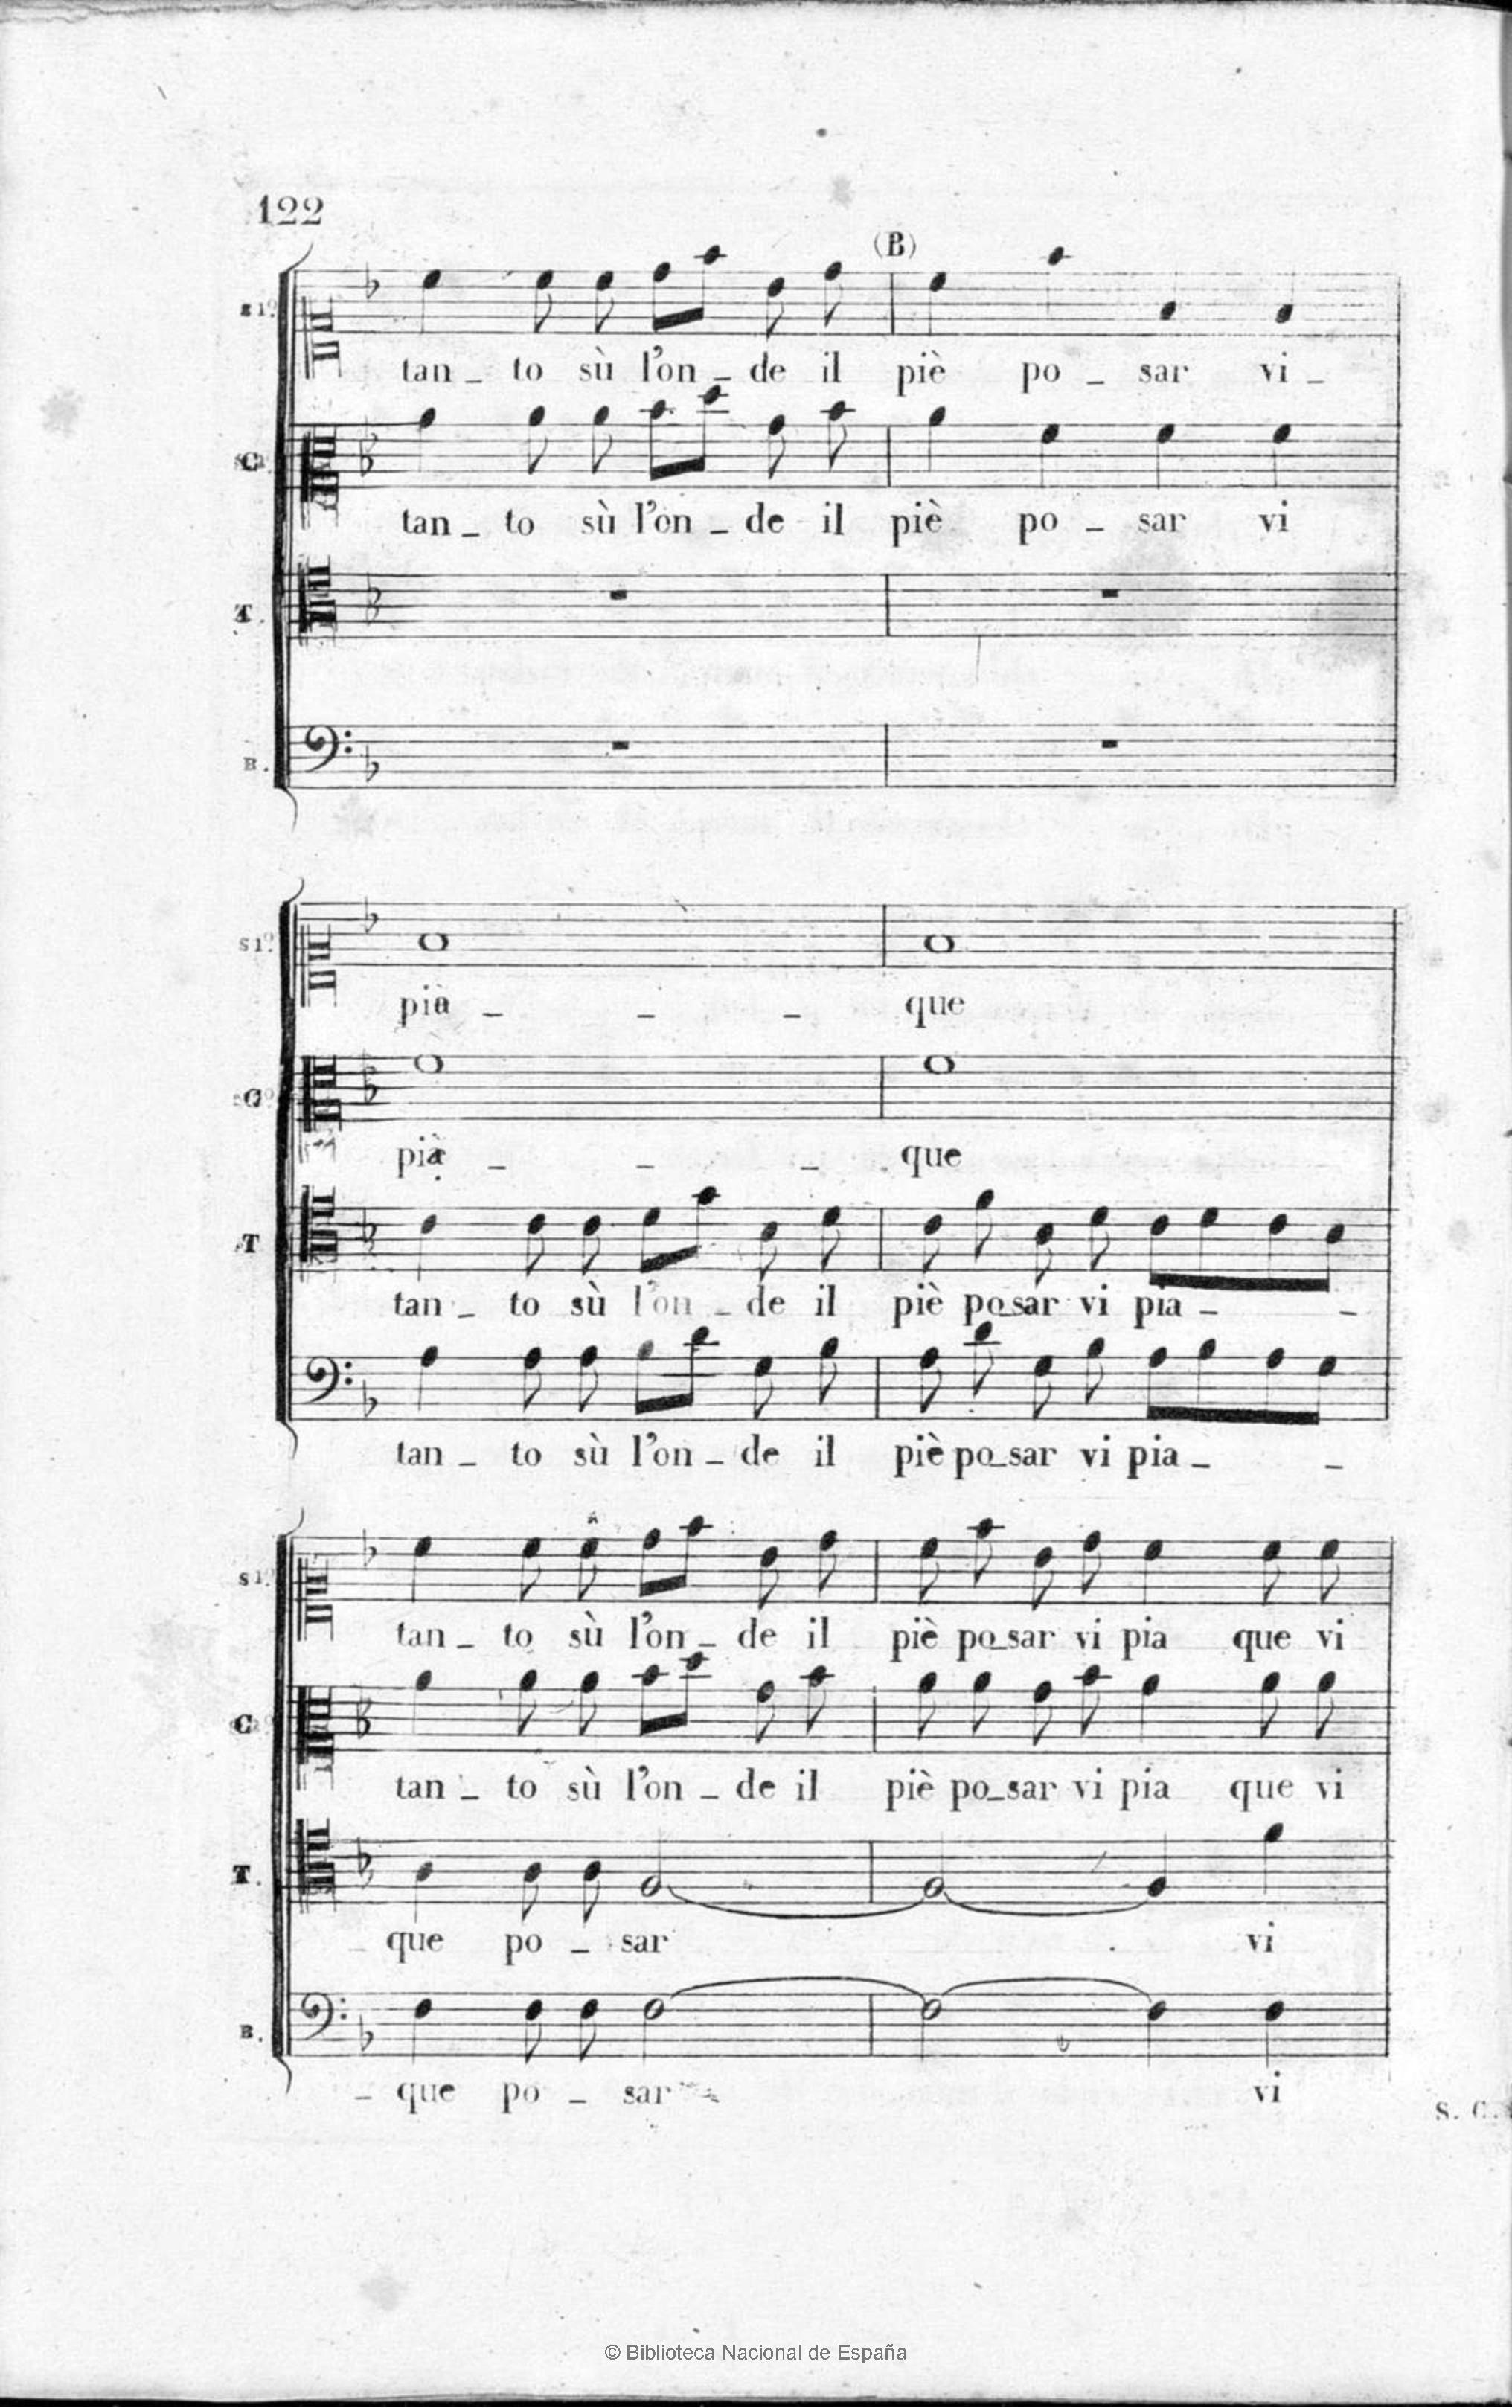 122
(B)
S 1º.
tan _ to sù l'on _ de il piè po _ sar vi _
C
tan _ to sù l'on _ de il piè po _ sar vi
T.
B.
S 1º.
pia _ _ _ que
C
pia _ _ _ que
T
tan _ to sù l'on _ de il piè po_sar vi pia _ _
tan _ to sù l'on _ de il piè po_sar vi pia _ _
S 1º.
tan _ to sù l'on _ de il piè po_sar vi pia que vi
C
tan _ to sù l'on _ de il piè po_sar vi pia que vi
T.
_ que po _ sar vi
B.
_ que po _ sar vi
S. C.
© Biblioteca Nacional de España